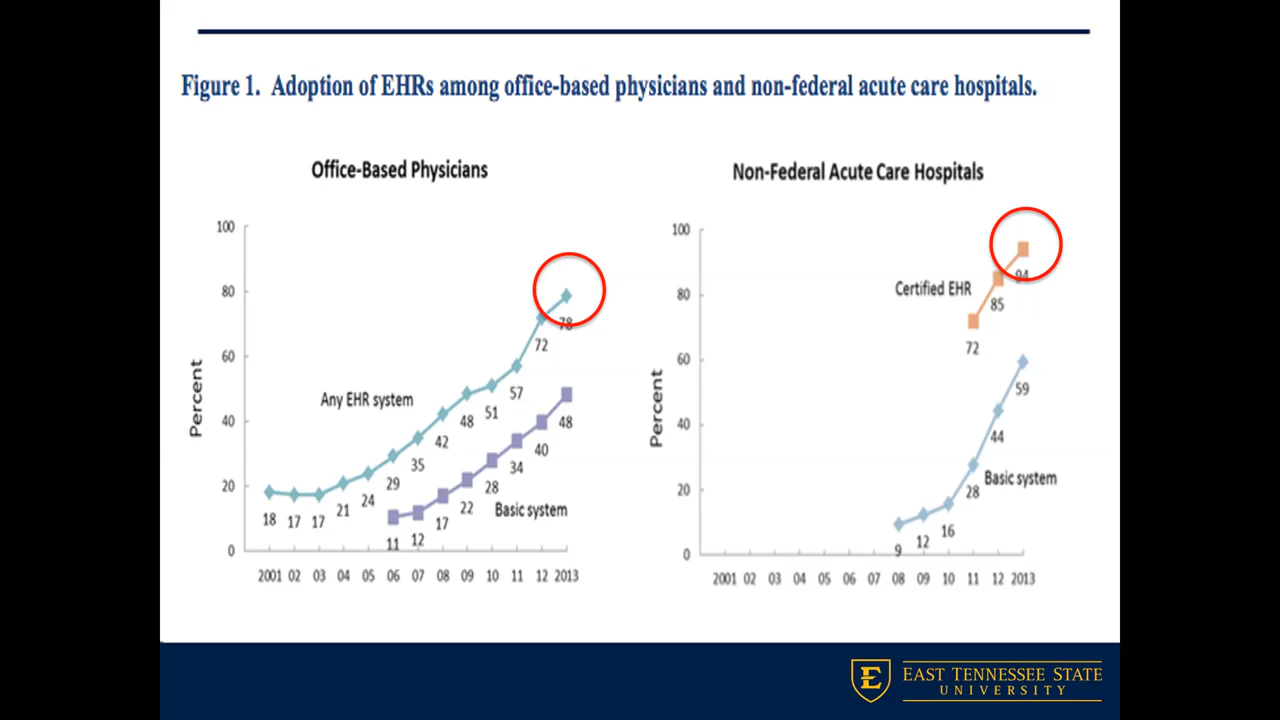 Figure 1. Adoption of EHRs among office-based physicians and non-federal acute care hospitals.
Office-Based Physicians
Percent
100
80
60
40
20
0
Any EHR system
18 17 17 21 24 29 35 42 48 51 57 72 78
Basic system
11 12 17 22 28 34 40 48
2001 02 03 04 05 06 07 08 09 10 11 12 2013
Non-Federal Acute Care Hospitals
Percent
100
80
60
40
20
0
Certified EHR
72 85 94
Basic system
9 12 16 28 44 59
2001 02 03 04 05 06 07 08 09 10 11 12 2013
E
EAST TENNESSEE STATE
UNIVERSITY